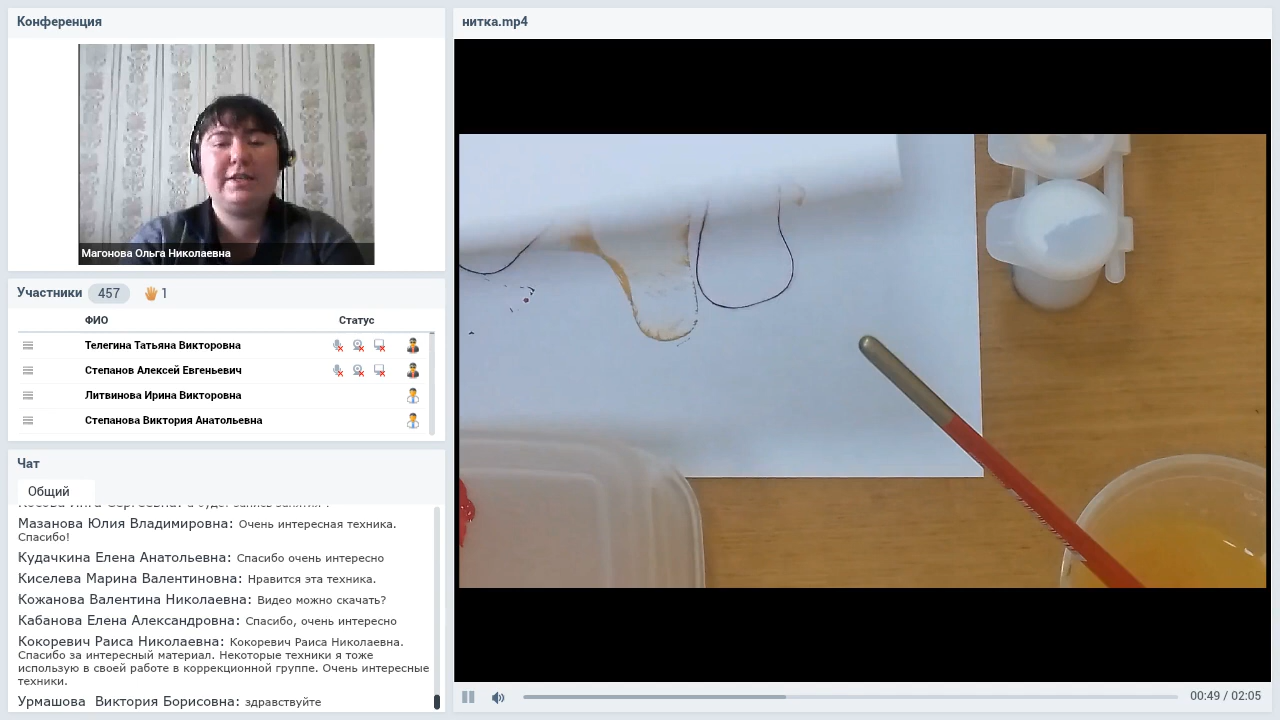 Конференция
Магонова Ольга Николаевна
Участники 457 1
ФИО Статус
Телегина Татьяна Викторовна
Степанов Алексей Евгеньевич
Литвинова Ирина Викторовна
Степанова Виктория Анатольевна
Чат
Общий
Мазанова Юлия Владимировна: Очень интересная техника.
Спасибо!
Кудачкина Елена Анатольевна: Спасибо очень интересно
Киселева Марина Валентиновна: Нравится эта техника.
Кожанова Валентина Николаевна: Видео можно скачать?
Кабанова Елена Александровна: Спасибо, очень интересно
Кокоревич Раиса Николаевна: Кокоревич Раиса Николаевна.
Спасибо за интересный материал. Некоторые техники я тоже
использую в своей работе в коррекционной группе. Очень интересные
техники.
Урмашова Виктория Борисовна: здравствуйте
нитка.mp4
00:49 / 02:05